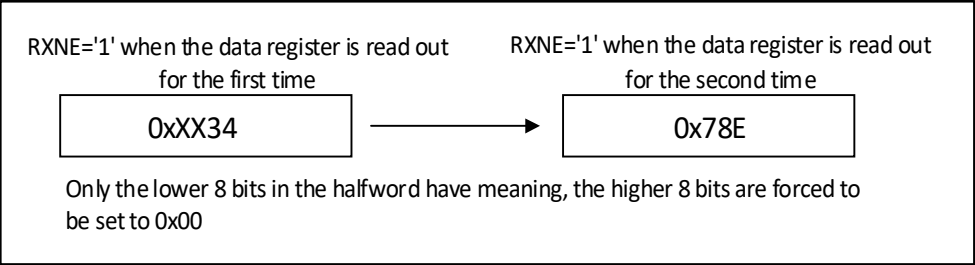 RXNE='1' when the data register is read out
for the first time
RXNE='1' when the data register is read out
for the second time
0xXX34
0x78E
Only the lower 8 bits in the halfword have meaning, the higher 8 bits are forced to
be set to 0x00